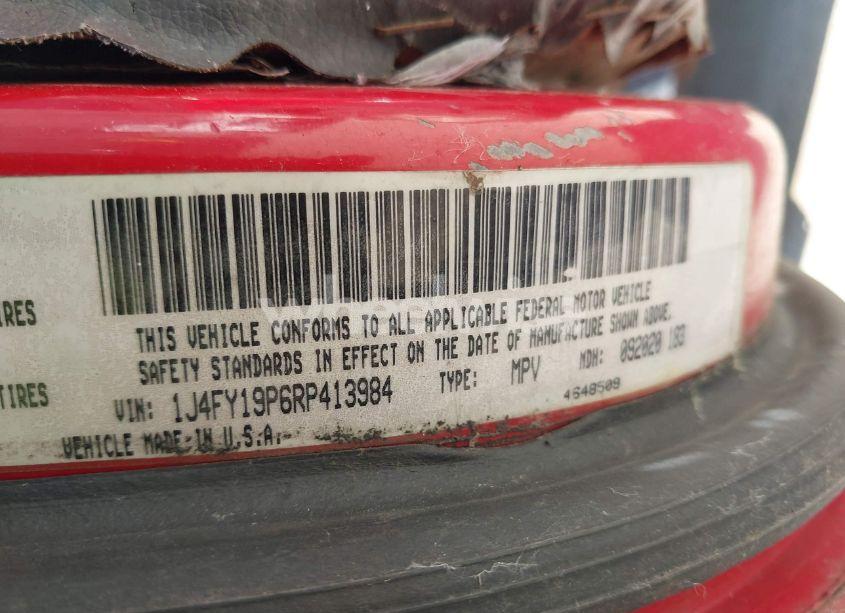 IRES
THIS VEHICLE CONFORMS TO ALL APPLICABLE FEDERAL MOTOR VEHICLE
SAFETY STANDARDS IN EFFECT ON THE DATE OF MANUFACTURE SHOWN ABOVE.
TIRES
VIN: 1J4FY19P6RP413984 TYPE: MPV MDH: 092020 193
4648509
VEHICLE MADE IN U.S.A.